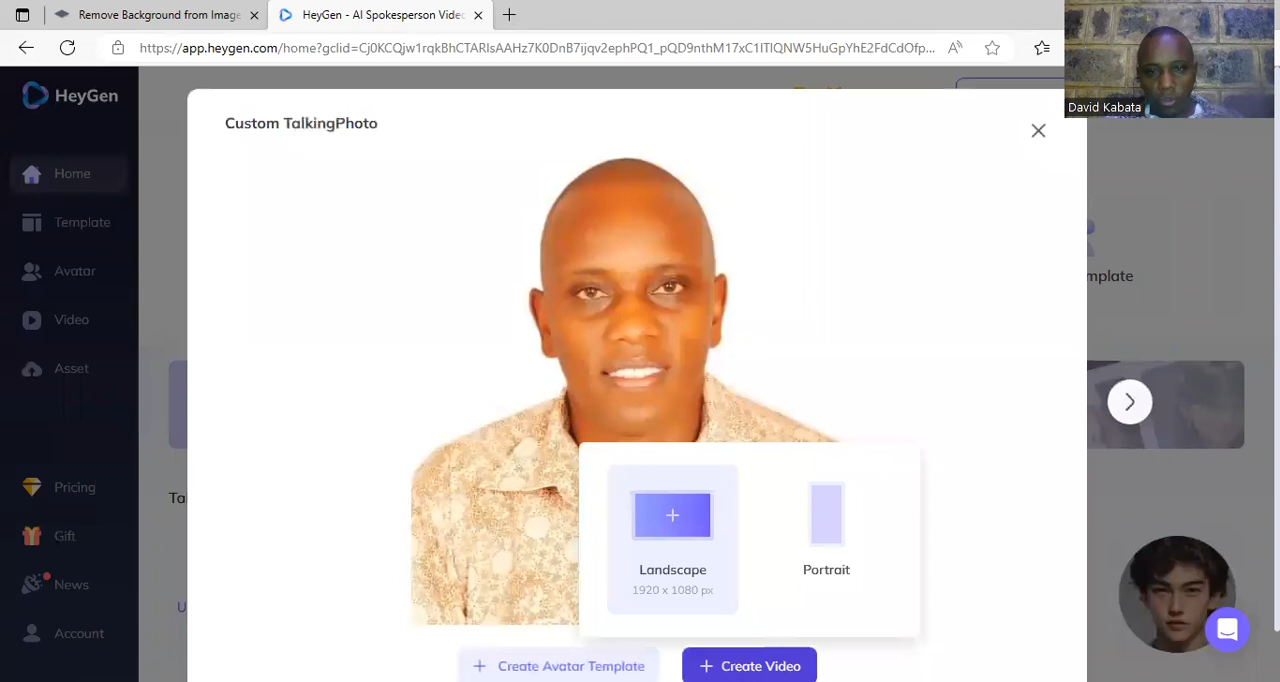 Remove Background from Image
HeyGen - AI Spokesperson Video
https://app.heygen.com/home?gclid=Cj0KCQjw1rqkBhCTARIsAAHz7K0DnB7ijqv2ephPQ1_pQD9nthM17xC1ITlQNW5HuGpYhE2FdCdOfp...
David Kabata
HeyGen
Custom TalkingPhoto
Home
Template
Avatar
Video
Asset
Pricing
Gift
News
Account
Landscape
1920 x 1080 px
Portrait
+ Create Avatar Template
+ Create Video